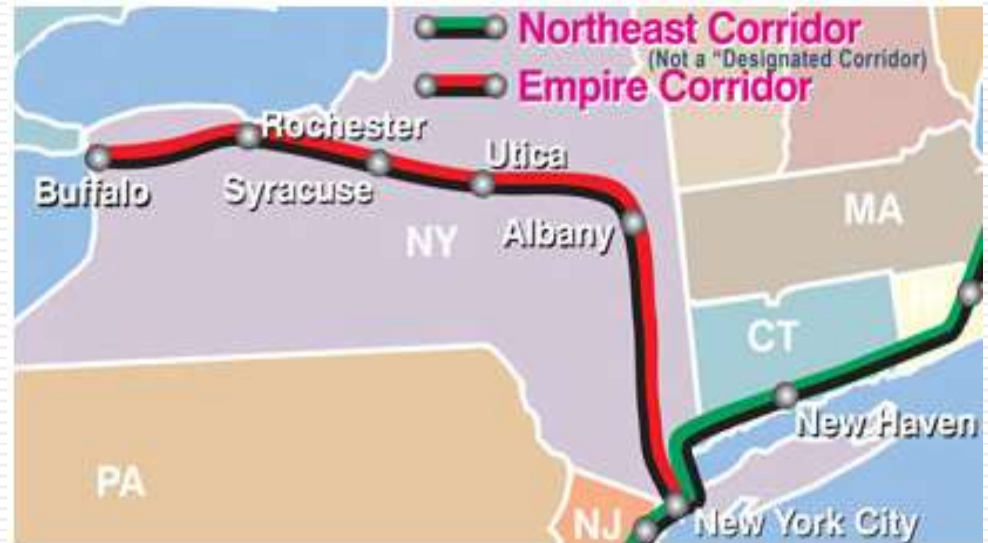 Northeast Corridor
(Not a "Designated Corridor)
Empire Corridor
Rochester
Utica
Buffalo
Syracuse
MA
Albany
NY
CT
New Haven
PA
NJ
New York City